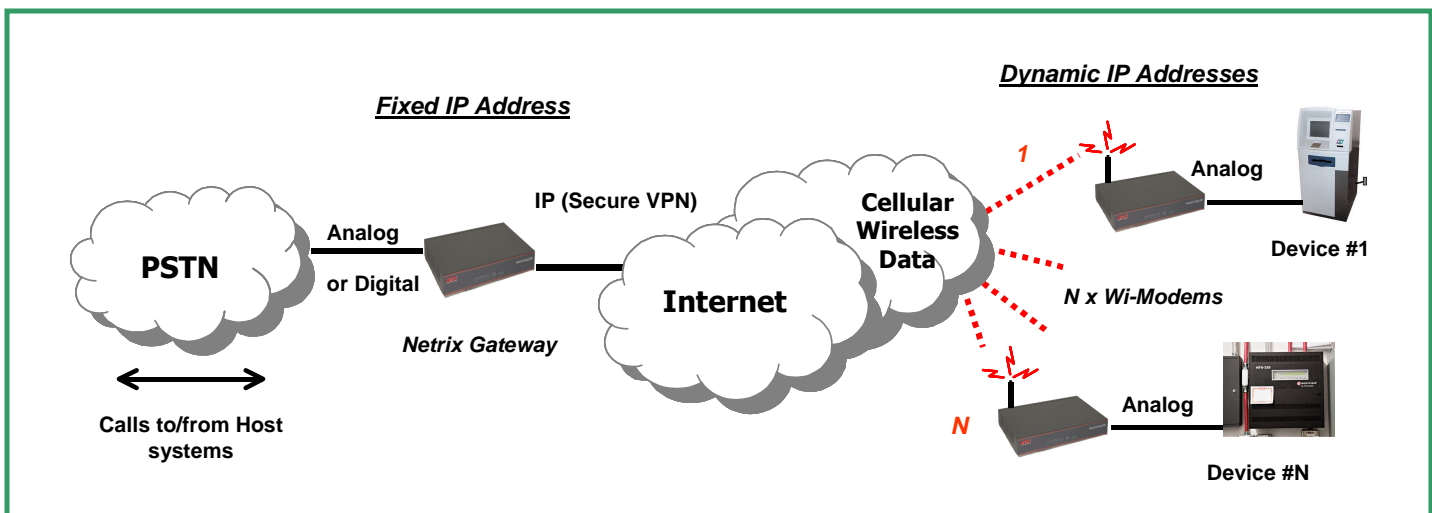 Fixed IP Address
Dynamic IP Addresses
PSTN
Analog
or Digital
IP (Secure VPN)
Netrix Gateway
Calls to/from Host
systems
Internet
Cellular
Wireless
Data
1
Analog
Device #1
N x Wi-Modems
N
Analog
Device #N